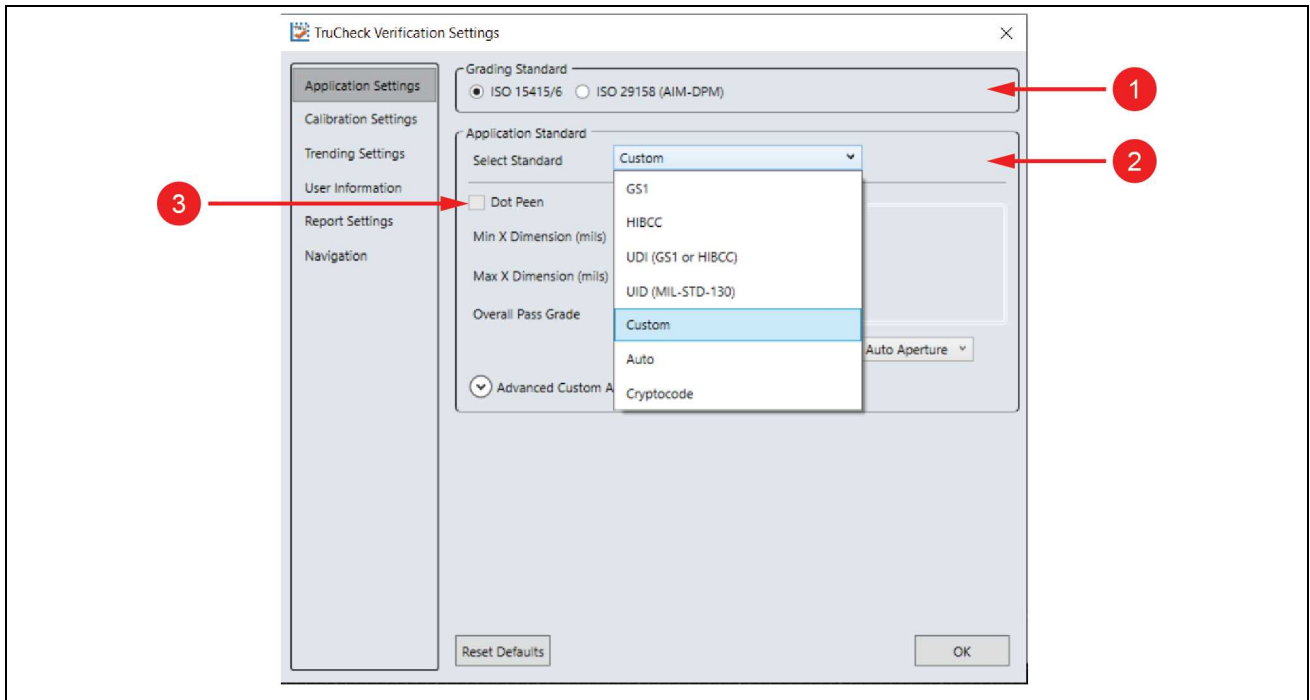 TruCheck Verification Settings
Application Settings
Calibration Settings
Trending Settings
User Information
Report Settings
Navigation
Grading Standard
ISO 15415/6 ISO 29158 (AIM-DPM)
1
Application Standard
Select Standard Custom
2
GS1
HIBCC
UDI (GS1 or HIBCC)
UID (MIL-STD-130)
Custom
Auto
Cryptocode
3
Dot Peen
Min X Dimension (mils)
Max X Dimension (mils)
Overall Pass Grade
Auto Aperture
Advanced Custom A
Reset Defaults
OK